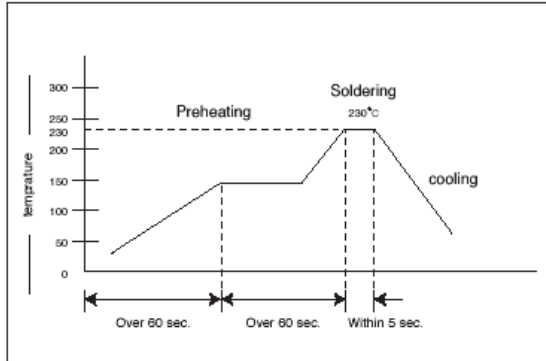 Soldering
300
Preheating
230°C
250
230
200
temprature
150
cooling
100
50
0
Over 60 sec.
Over 60 sec.
Within 5 sec.